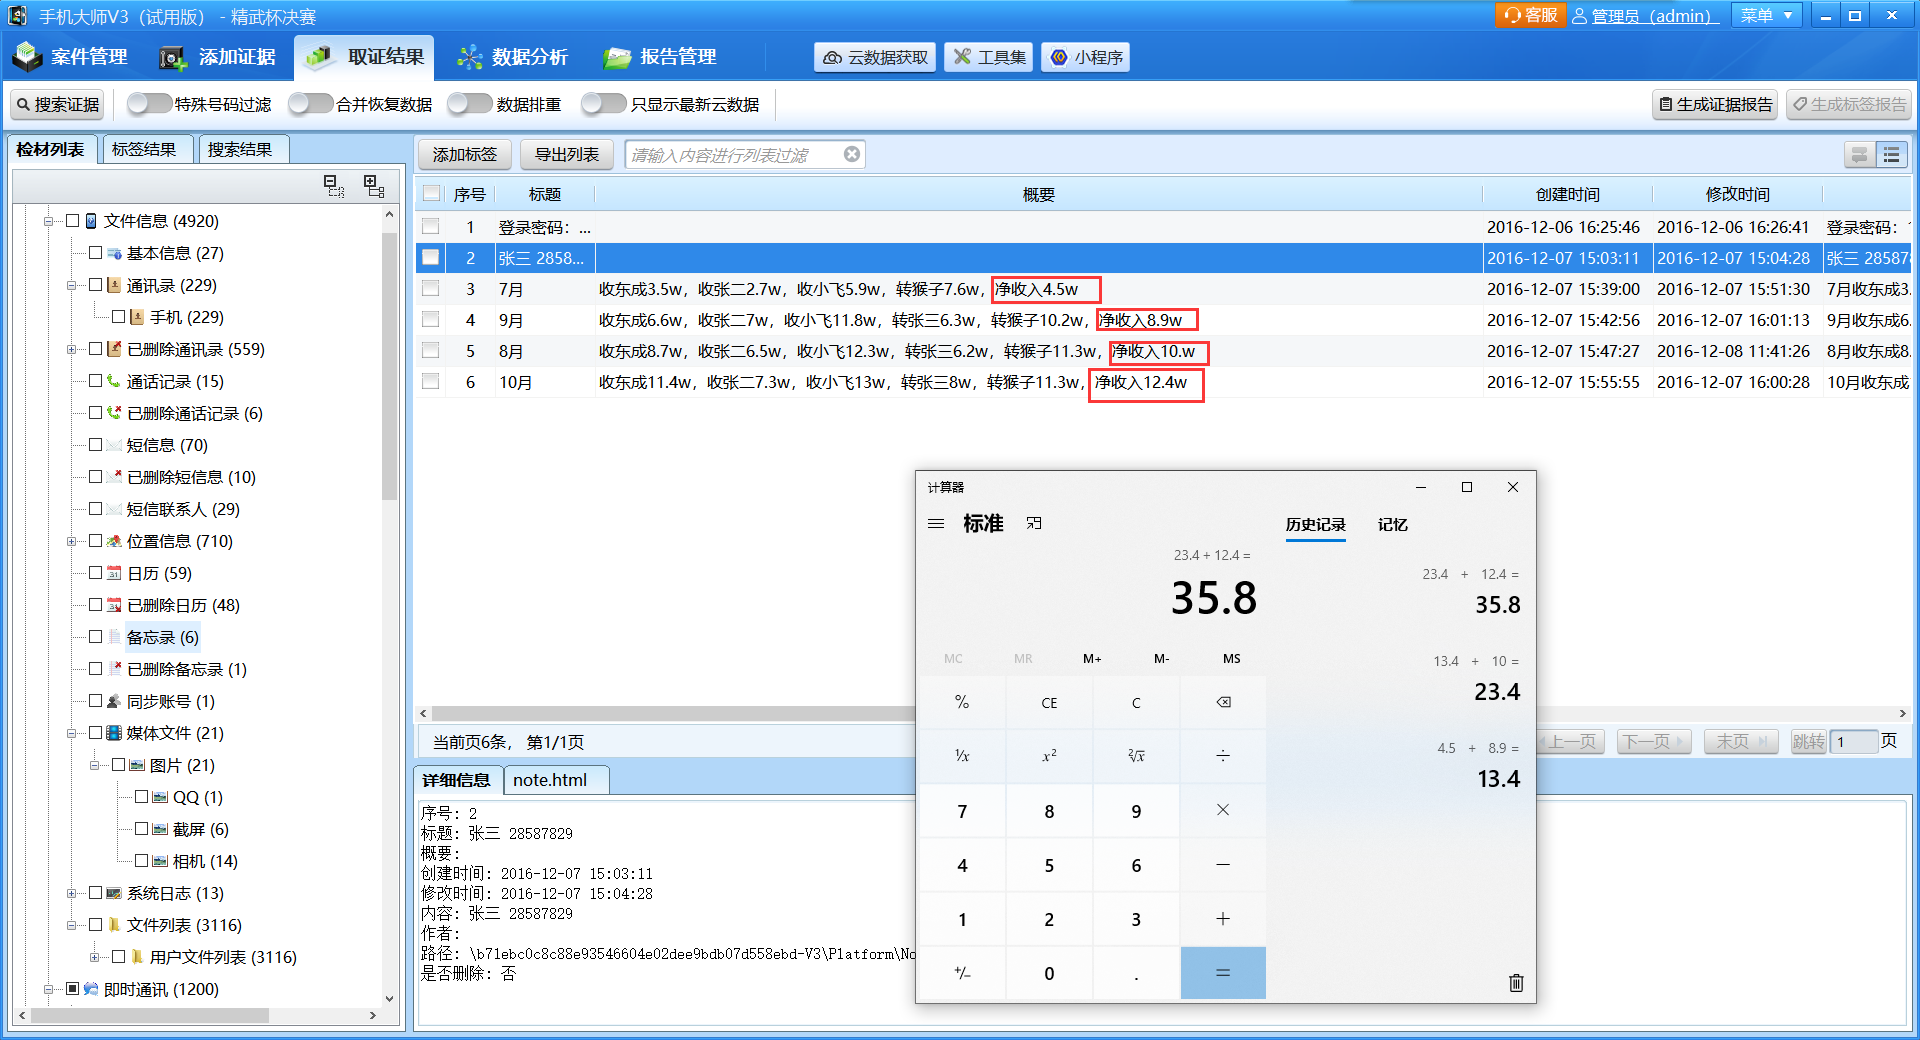 手机大师V3（试用版） - 精武杯决赛
客服 管理员（admin） 菜单
案件管理 添加证据 取证结果 数据分析 报告管理 云数据获取 工具集 小程序
搜索证据 特殊号码过滤 合并恢复数据 数据排重 只显示最新云数据 生成证据报告 生成标签报告
检材列表 标签结果 搜索结果
文件信息 (4920)
基本信息 (27)
通讯录 (229)
手机 (229)
已删除通讯录 (559)
通话记录 (15)
已删除通话记录 (6)
短信息 (70)
已删除短信息 (10)
短信联系人 (29)
位置信息 (710)
日历 (59)
已删除日历 (48)
备忘录 (6)
已删除备忘录 (1)
同步账号 (1)
媒体文件 (21)
图片 (21)
QQ (1)
截屏 (6)
相机 (14)
系统日志 (13)
文件列表 (3116)
用户文件列表 (3116)
即时通讯 (1200)
添加标签 导出列表 请输入内容进行列表过滤
序号 标题 概要 创建时间 修改时间
1 登录密码：... 2016-12-06 16:25:46 2016-12-06 16:26:41 登录密码：
2 张三 2858... 2016-12-07 15:03:11 2016-12-07 15:04:28 张三 28587
3 7月 收东成3.5w，收张二2.7w，收小飞5.9w，转猴子7.6w，净收入4.5w 2016-12-07 15:39:00 2016-12-07 15:51:30 7月收东成3.
4 9月 收东成6.6w，收张二7w，收小飞11.8w，转张三6.3w，转猴子10.2w，净收入8.9w 2016-12-07 15:42:56 2016-12-07 16:01:13 9月收东成6.
5 8月 收东成8.7w，收张二6.5w，收小飞12.3w，转张三6.2w，转猴子11.3w，净收入10.w 2016-12-07 15:47:27 2016-12-08 11:41:26 8月收东成8.
6 10月 收东成11.4w，收张二7.3w，收小飞13w，转张三8w，转猴子11.3w，净收入12.4w 2016-12-07 15:55:55 2016-12-07 16:00:28 10月收东成
当前页6条， 第1/1页 上一页 下一页 末页 跳转 1 页
详细信息 note.html
序号: 2
标题: 张三 28587829
概要:
创建时间: 2016-12-07 15:03:11
修改时间: 2016-12-07 15:04:28
内容: 张三 28587829
作者:
路径: \b71ebc0c8c88e93546604e02dee9bdb07d558ebd-V3\Platform\No
是否删除: 否
计算器
标准 历史记录 记忆
23.4 + 12.4 =
35.8
MC MR M+ M- MS
% CE C
¹/x x² ²√x ÷
7 8 9 ×
4 5 6 −
1 2 3 +
+/− 0 . =
23.4 + 12.4 =
35.8
13.4 + 10 =
23.4
4.5 + 8.9 =
13.4